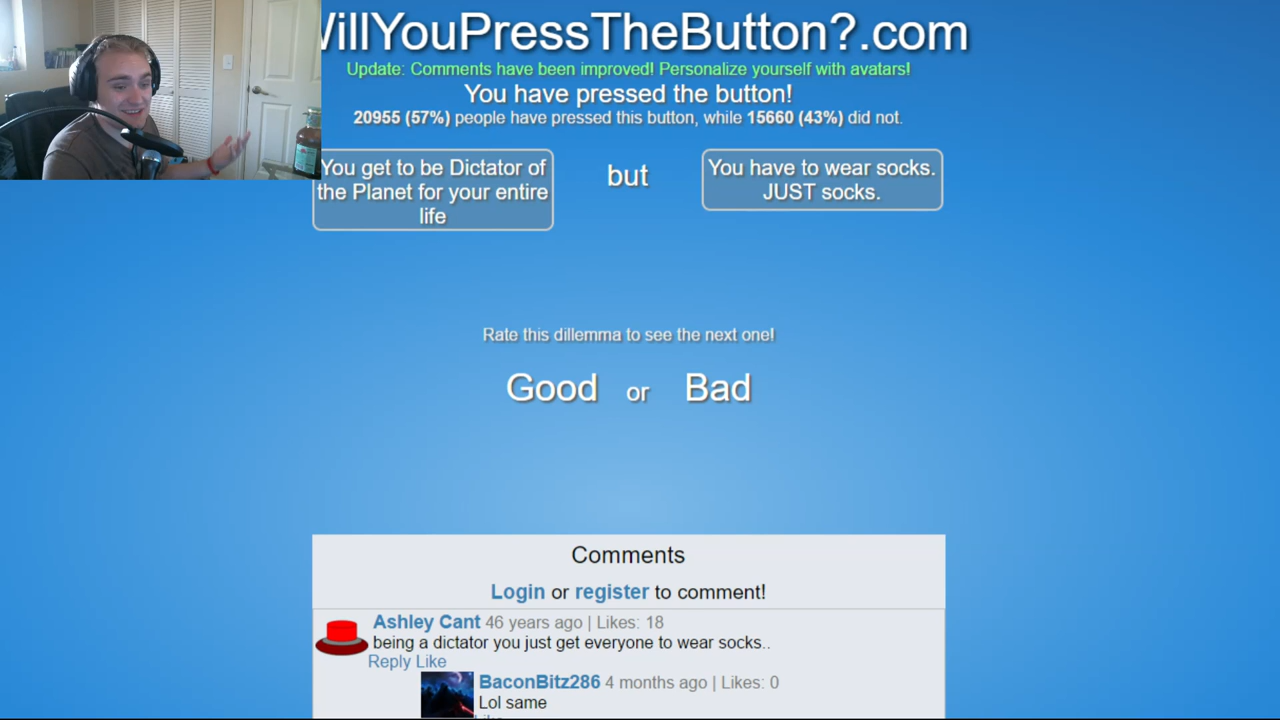 WillYouPressTheButton?.com
Update: Comments have been improved! Personalize yourself with avatars!
You have pressed the button!
20955 (57%) people have pressed this button, while 15660 (43%) did not.
You get to be Dictator of
the Planet for your entire
life
but
You have to wear socks.
JUST socks.
Rate this dillemma to see the next one!
Good or Bad
Comments
Login or register to comment!
Ashley Cant 46 years ago | Likes: 18
being a dictator you just get everyone to wear socks..
Reply Like
BaconBitz286 4 months ago | Likes: 0
Lol same